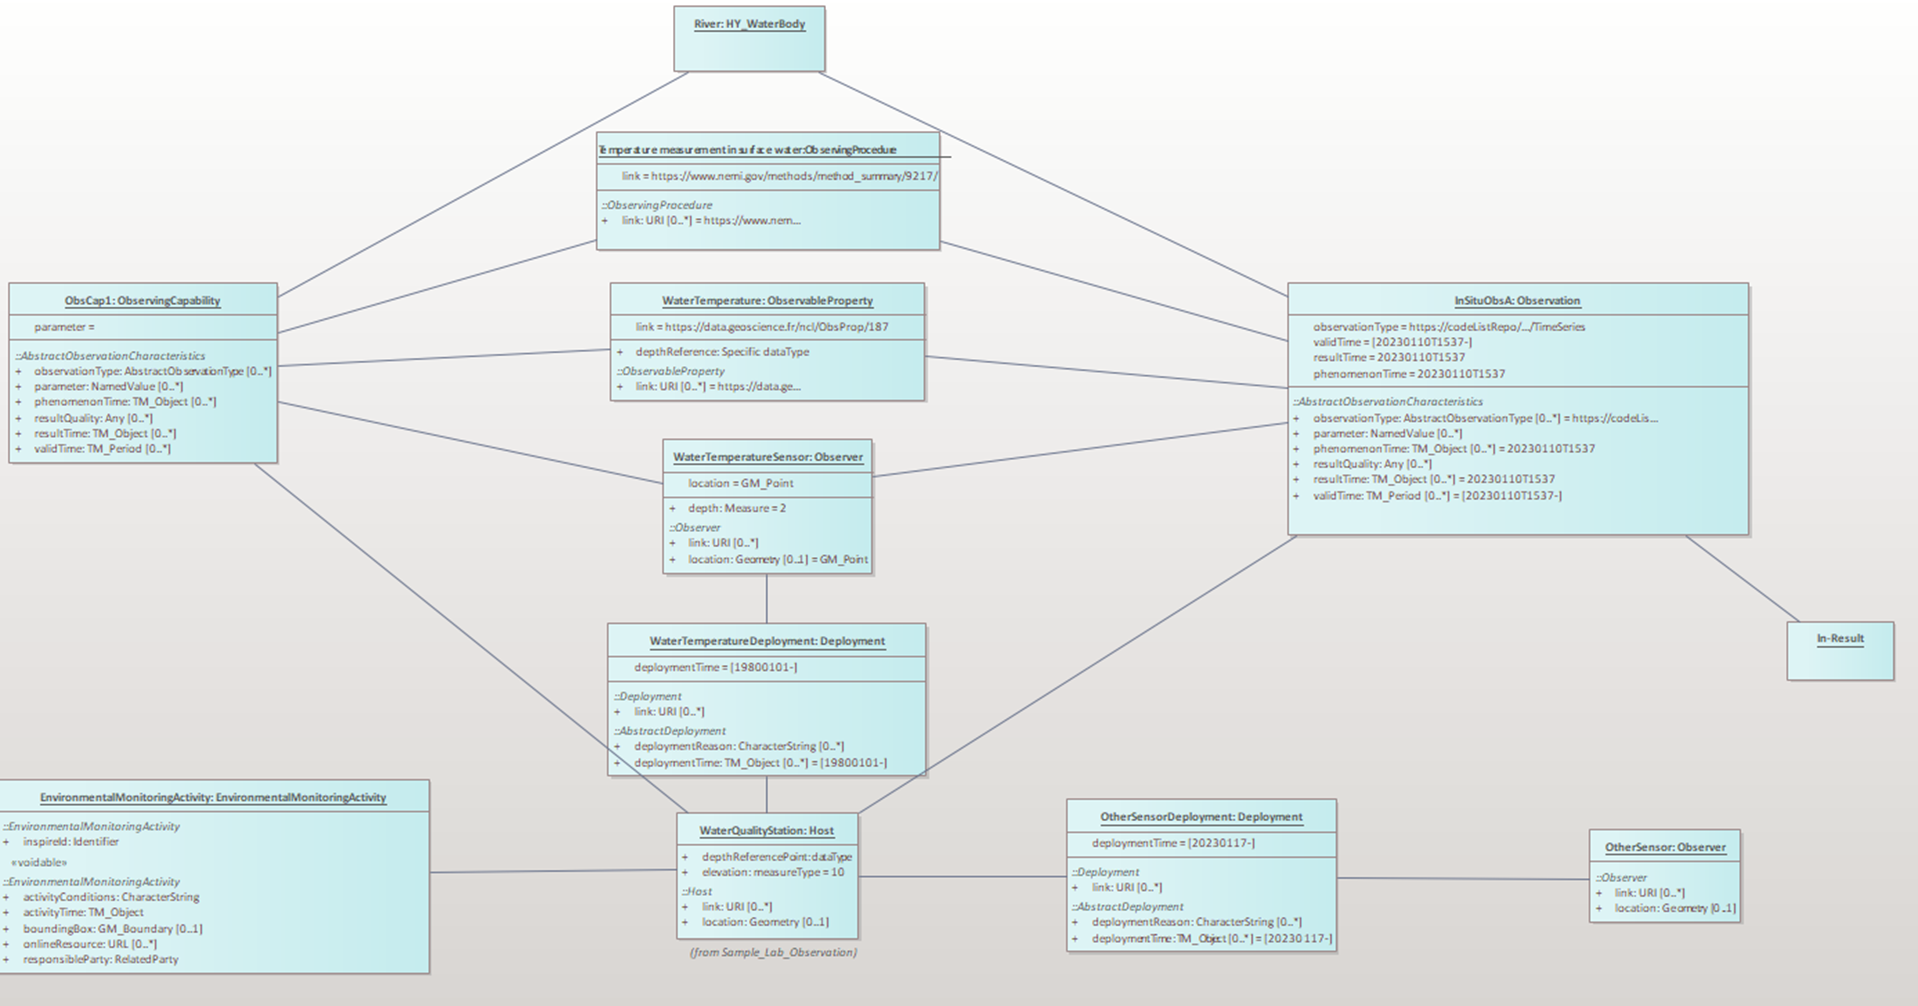 River: HY_WaterBody
Temperature measurement in surface water:ObservingProcedure
link = https://www.nemi.gov/methods/method_summary/9217/
::ObservingProcedure
+ link: URI [0..*] = https://www.nem...
ObsCap1: ObservingCapability
parameter =
::AbstractObservationCharacteristics
+ observationType: AbstractObservationType [0..*]
+ parameter: NamedValue [0..*]
+ phenomenonTime: TM_Object [0..*]
+ resultQuality: Any [0..*]
+ resultTime: TM_Object [0..*]
+ validTime: TM_Period [0..*]
WaterTemperature: ObservableProperty
link = https://data.geoscience.fr/ncl/ObsProp/187
+ depthReference: Specific dataType
::ObservableProperty
+ link: URI [0..*] = https://data.ge...
InSituObsA: Observation
observationType = https://codeListRepo/.../TimeSeries
validTime = [20230110T1537-]
resultTime = 20230110T1537
phenomenonTime = 20230110T1537
::AbstractObservationCharacteristics
+ observationType: AbstractObservationType [0..*] = https://codeLis...
+ parameter: NamedValue [0..*]
+ phenomenonTime: TM_Object [0..*] = 20230110T1537
+ resultQuality: Any [0..*]
+ resultTime: TM_Object [0..*] = 20230110T1537
+ validTime: TM_Period [0..*] = [20230110T1537-]
WaterTemperatureSensor: Observer
location = GM_Point
+ depth: Measure = 2
::Observer
+ link: URI [0..*]
+ location: Geometry [0..1] = GM_Point
WaterTemperatureDeployment: Deployment
deploymentTime = [19800101-]
::Deployment
+ link: URI [0..*]
::AbstractDeployment
+ deploymentReason: CharacterString [0..*]
+ deploymentTime: TM_Object [0..*] = [19800101-]
In-Result
EnvironmentalMonitoringActivity: EnvironmentalMonitoringActivity
::EnvironmentalMonitoringActivity
+ inspireId: Identifier
«voidable»
::EnvironmentalMonitoringActivity
+ activityConditions: CharacterString
+ activityTime: TM_Object
+ boundingBox: GM_Boundary [0..1]
+ onlineResource: URL [0..*]
+ responsibleParty: RelatedParty
WaterQualityStation: Host
+ depthReferencePoint:dataType
+ elevation: measureType = 10
::Host
+ link: URI [0..*]
+ location: Geometry [0..1]
(from Sample_Lab_Observation)
OtherSensorDeployment: Deployment
deploymentTime = [20230117-]
::Deployment
+ link: URI [0..*]
::AbstractDeployment
+ deploymentReason: CharacterString [0..*]
+ deploymentTime: TM_Object [0..*] = [20230117-]
OtherSensor: Observer
::Observer
+ link: URI [0..*]
+ location: Geometry [0..1]